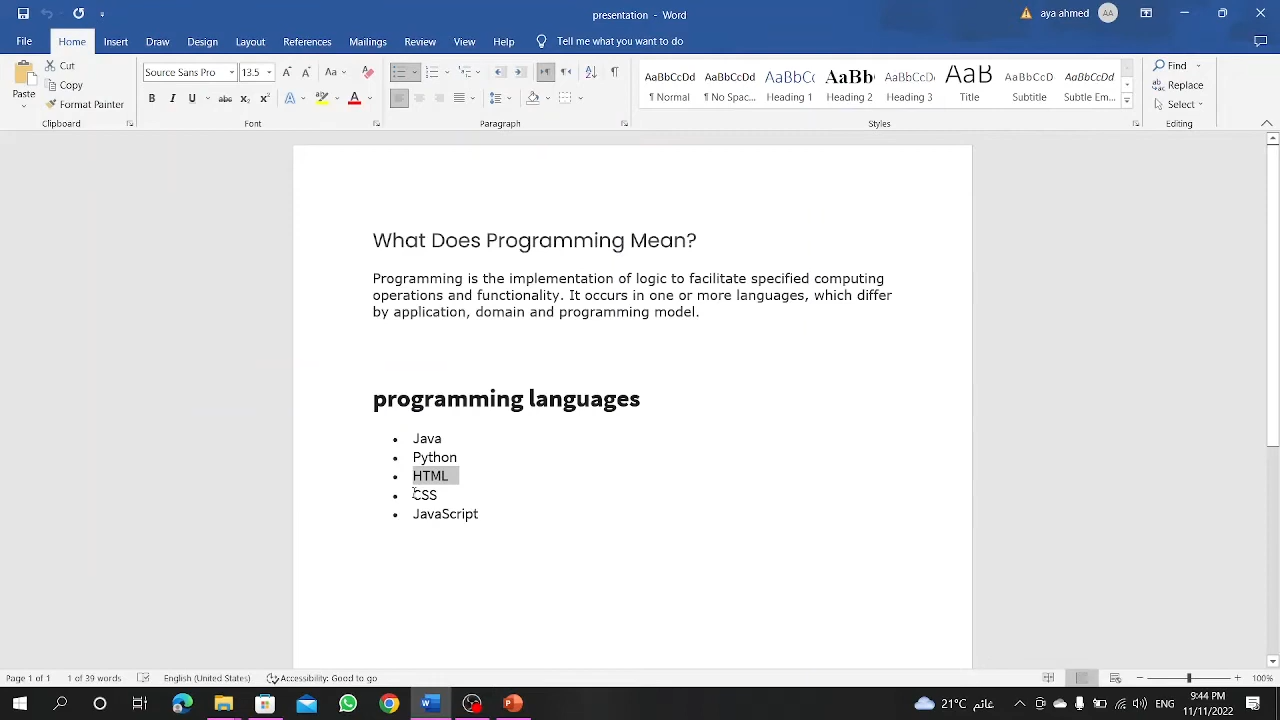 presentation - Word
aya ahmed
AA
File
Home
Insert
Draw
Design
Layout
References
Mailings
Review
View
Help
Tell me what you want to do
Paste
Cut
Copy
Format Painter
Clipboard
Source Sans Pro
13.5
Font
Paragraph
AaBbCcDd
¶ Normal
AaBbCcDd
¶ No Spac...
AaBbCc
Heading 1
AaBb
Heading 2
AaBbCcD
Heading 3
AaB
Title
AaBbCcD
Subtitle
AaBbCcDd
Subtle Em...
Styles
Find
Replace
Select
Editing
What Does Programming Mean?
Programming is the implementation of logic to facilitate specified computing
operations and functionality. It occurs in one or more languages, which differ
by application, domain and programming model.
programming languages
• Java
• Python
• HTML
• CSS
• JavaScript
Page 1 of 1
1 of 39 words
English (United States)
Accessibility: Good to go
100%
21°C غائم
ENG
9:44 PM
11/11/2022